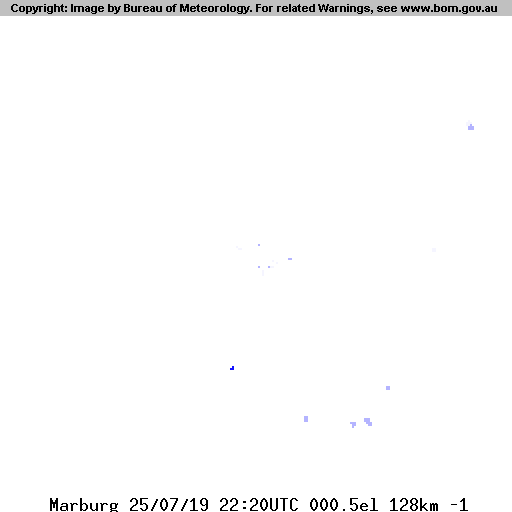 Copyright: Image by Bureau of Meteorology. For related Warnings, see www.bom.gov.au
Marburg 25/07/19 22:20UTC 000.5el 128km -1